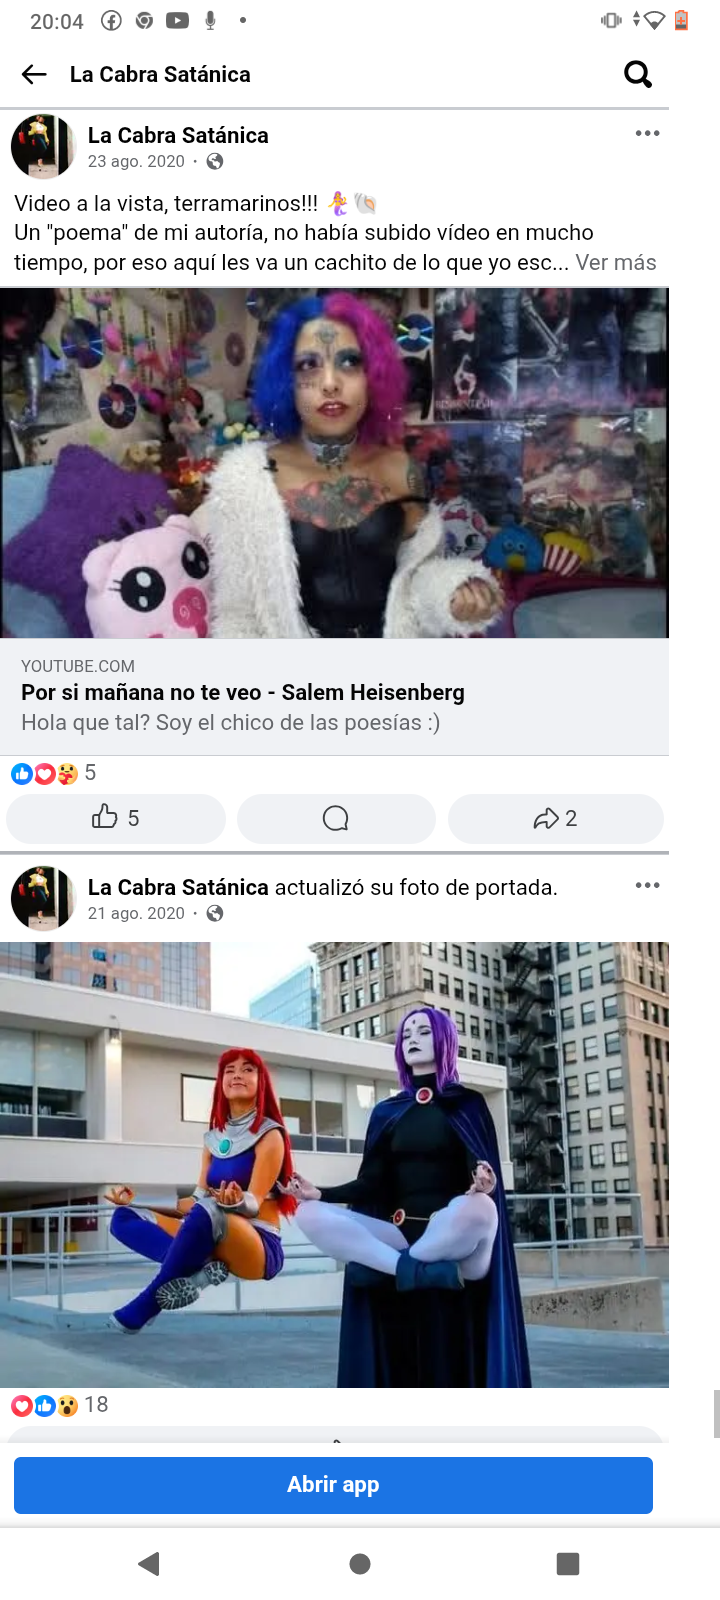 20:04
La Cabra Satánica
La Cabra Satánica
23 ago. 2020 ·
Video a la vista, terramarinos!!! 🧜‍♀️🐚
Un "poema" de mi autoría, no había subido vídeo en mucho
tiempo, por eso aquí les va un cachito de lo que yo esc... Ver más
YOUTUBE.COM
Por si mañana no te veo - Salem Heisenberg
Hola que tal? Soy el chico de las poesías :)
5
5
2
La Cabra Satánica actualizó su foto de portada.
21 ago. 2020 ·
18
Abrir app